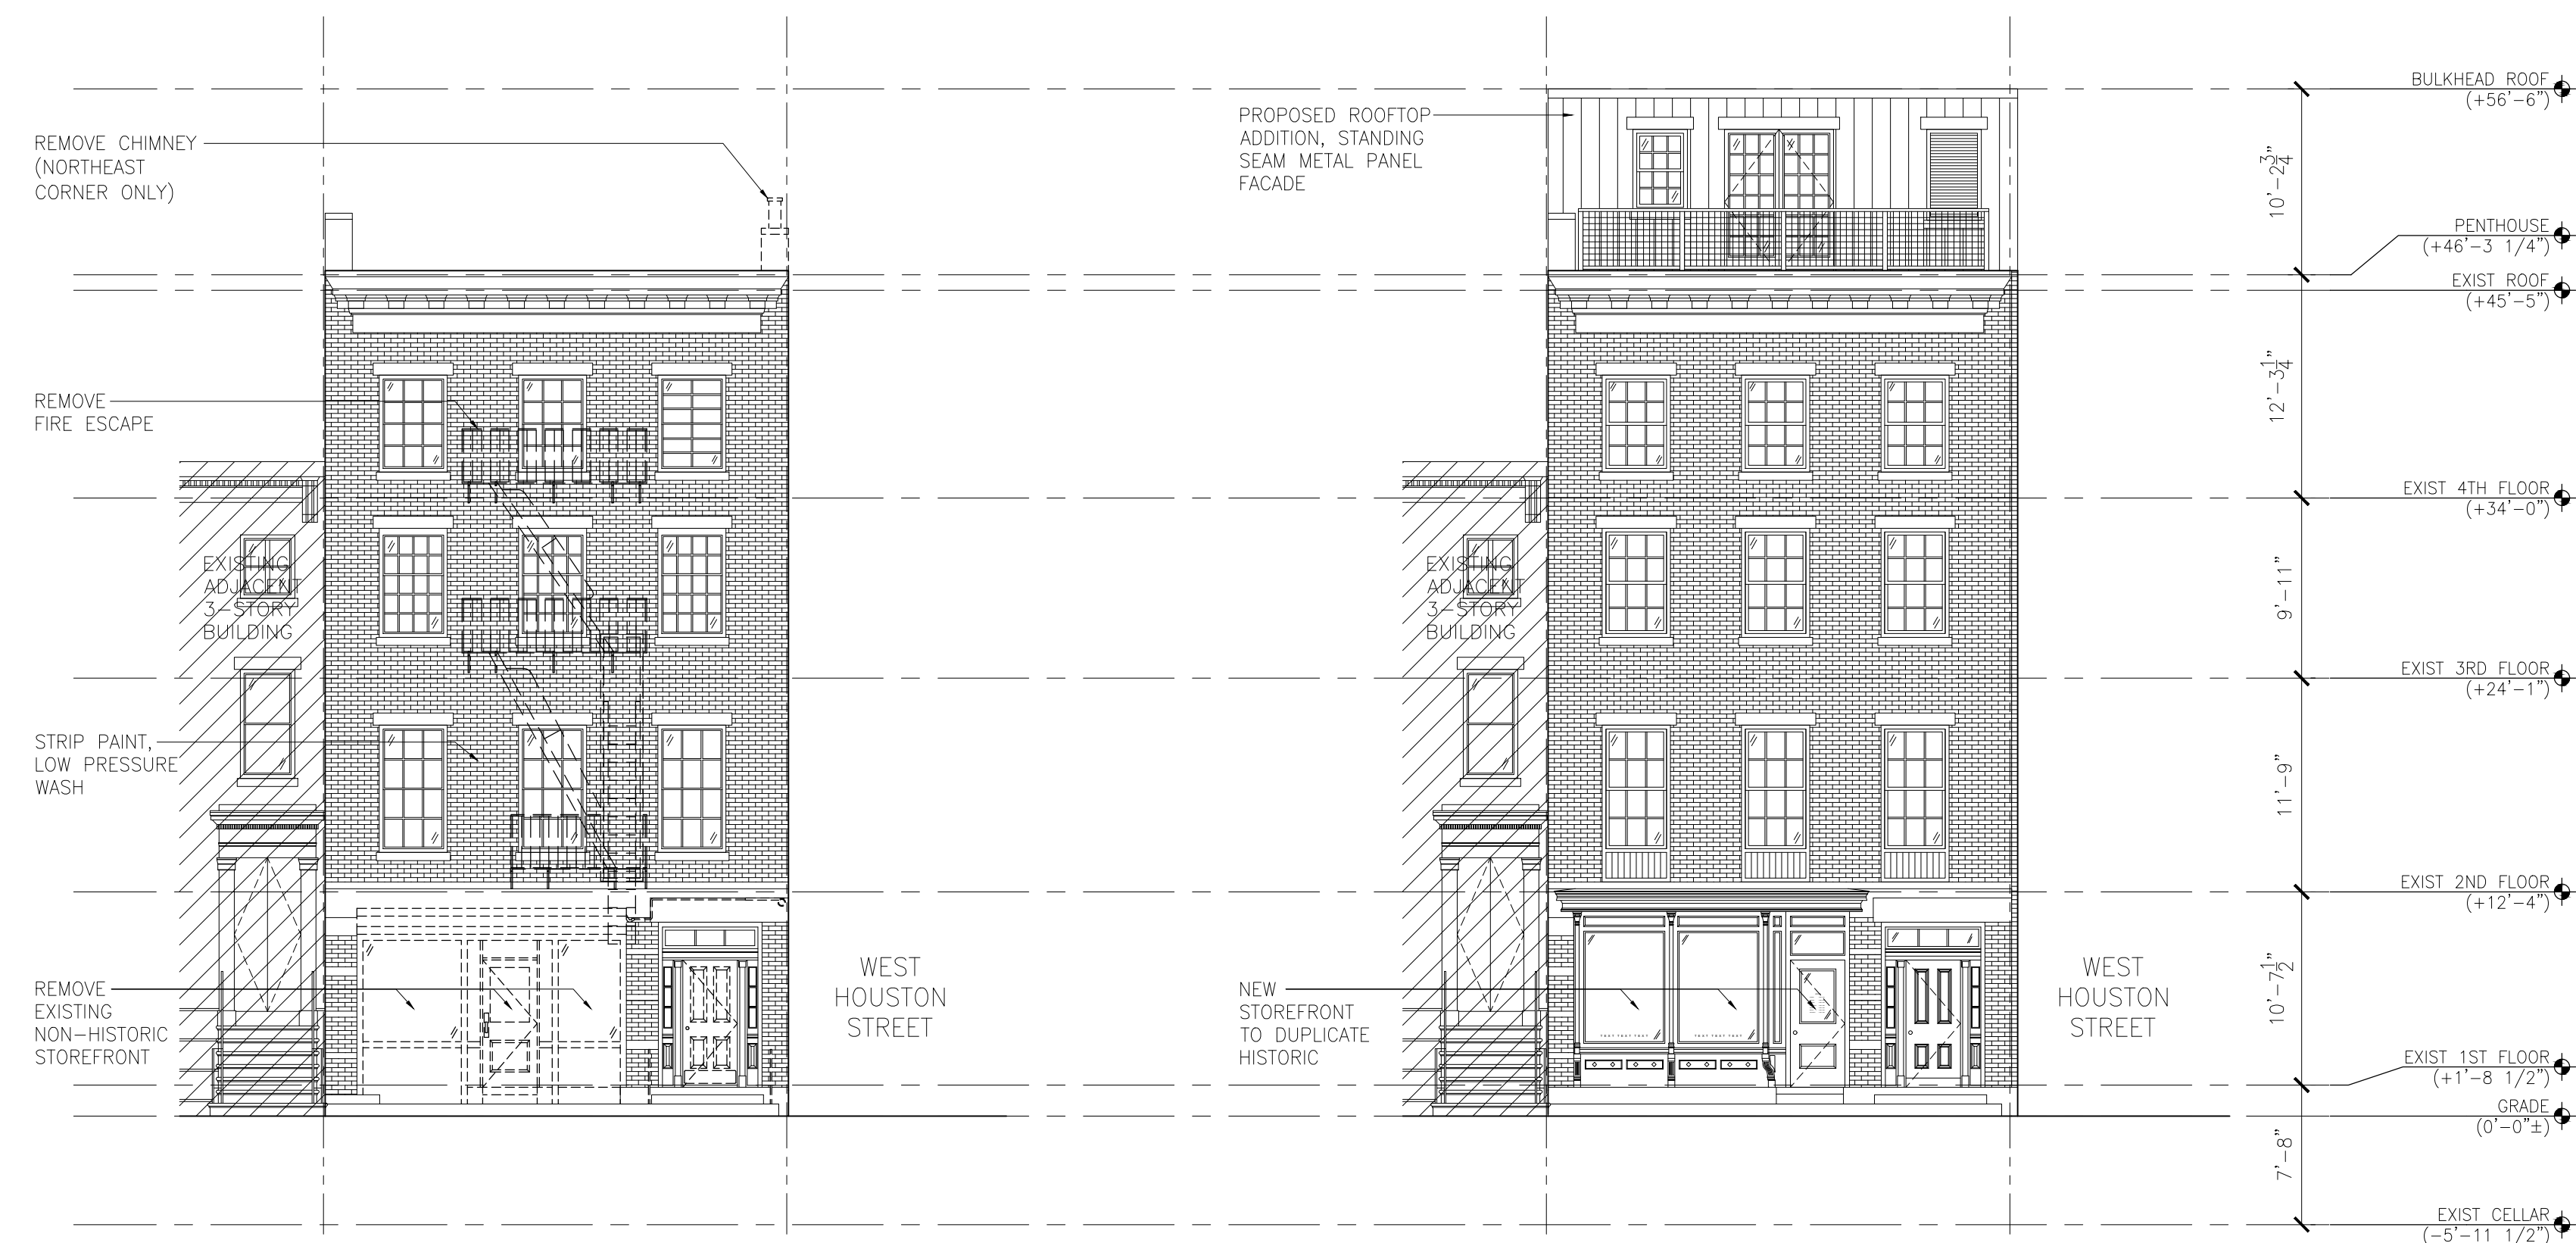 REMOVE CHIMNEY
(NORTHEAST
CORNER ONLY)
REMOVE
FIRE ESCAPE
EXISTING
ADJACENT
3-STORY
BUILDING
STRIP PAINT,
LOW PRESSURE
WASH
REMOVE
EXISTING
NON-HISTORIC
STOREFRONT
WEST
HOUSTON
STREET
PROPOSED ROOFTOP
ADDITION, STANDING
SEAM METAL PANEL
FACADE
EXISTING
ADJACENT
3-STORY
BUILDING
NEW
STOREFRONT
TO DUPLICATE
HISTORIC
WEST
HOUSTON
STREET
10'-2 3/4"
12'-3 1/4"
9'-11"
11'-9"
10'-7 1/2"
7'-8"
BULKHEAD ROOF
(+56'-6")
PENTHOUSE
(+46'-3 1/4")
EXIST ROOF
(+45'-5")
EXIST 4TH FLOOR
(+34'-0")
EXIST 3RD FLOOR
(+24'-1")
EXIST 2ND FLOOR
(+12'-4")
EXIST 1ST FLOOR
(+1'-8 1/2")
GRADE
(0'-0"±)
EXIST CELLAR
(-5'-11 1/2")